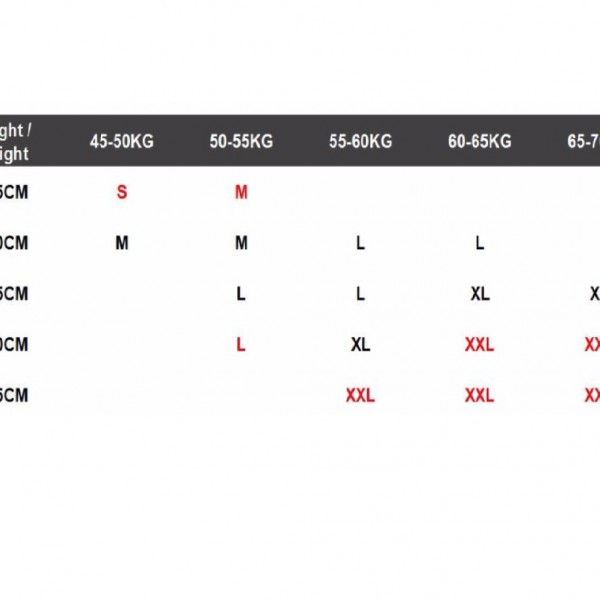 ght /
ight 45-50KG 50-55KG 55-60KG 60-65KG 65-7
5CM S M
0CM M M L L
5CM L L XL X
0CM L XL XXL XX
5CM XXL XXL XX